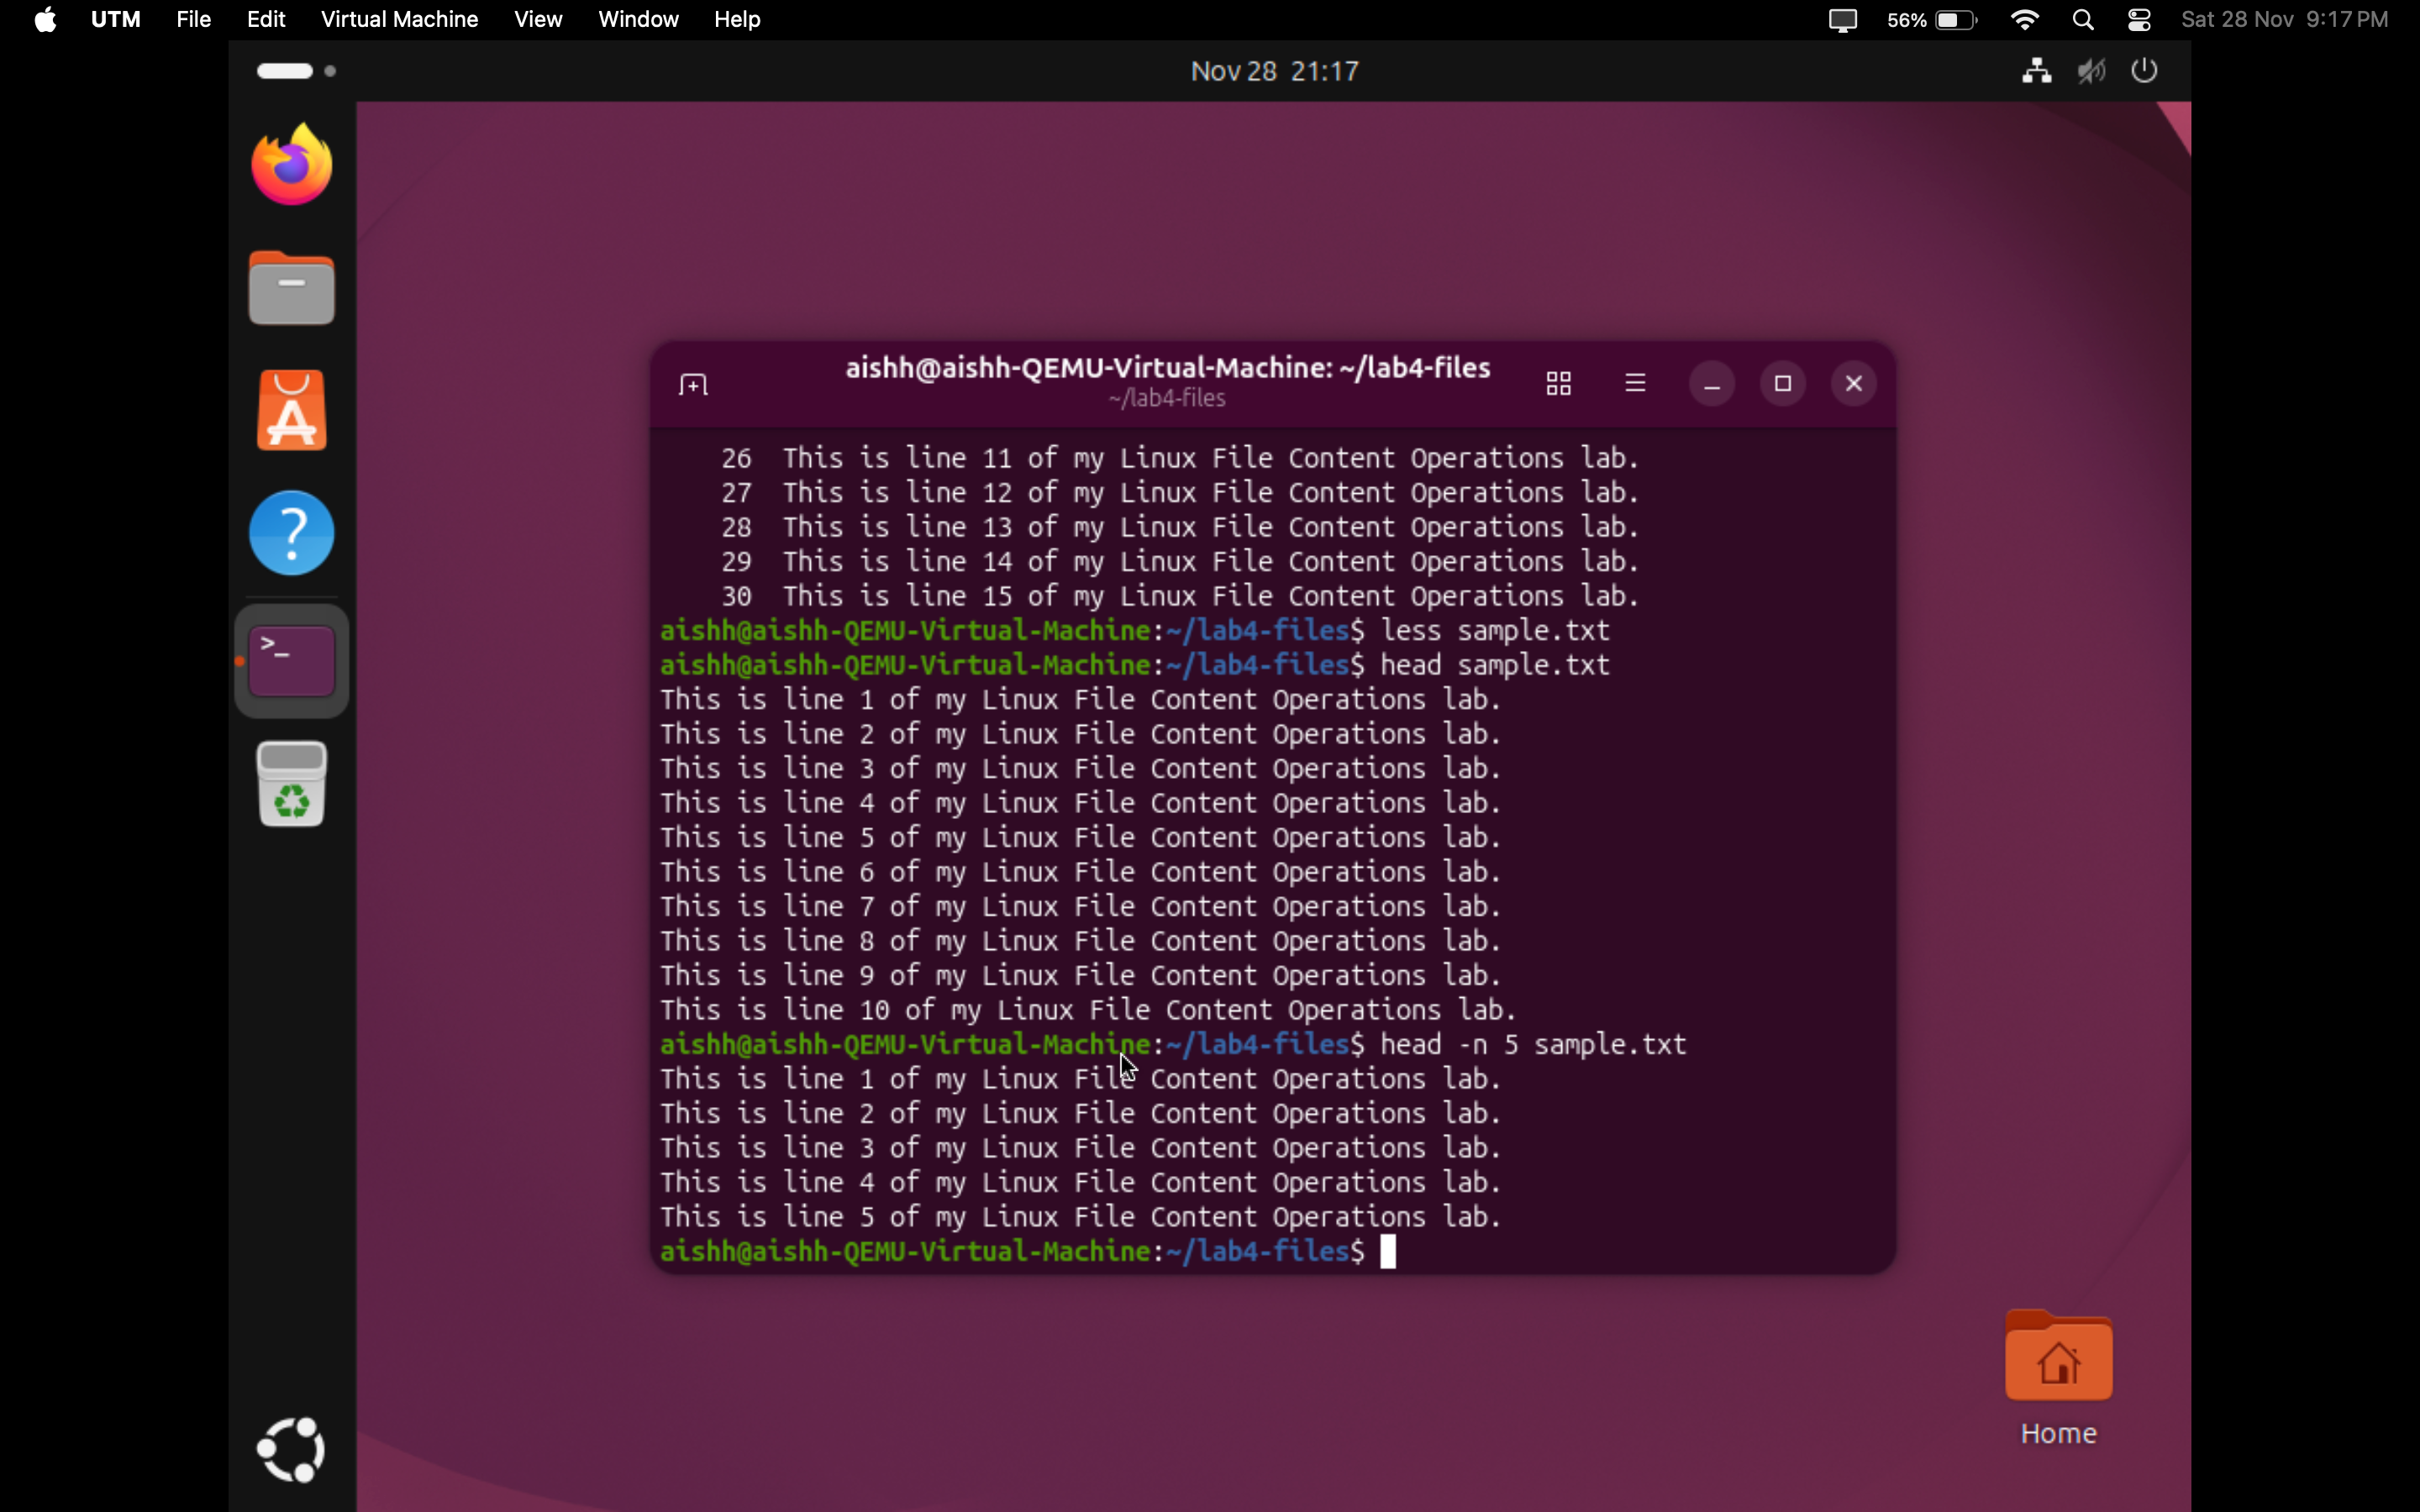 UTM File Edit Virtual Machine View Window Help 56% Sat 28 Nov 9:17 PM
Nov 28 21:17
aishh@aishh-QEMU-Virtual-Machine: ~/lab4-files
~/lab4-files
26 This is line 11 of my Linux File Content Operations lab.
27 This is line 12 of my Linux File Content Operations lab.
28 This is line 13 of my Linux File Content Operations lab.
29 This is line 14 of my Linux File Content Operations lab.
30 This is line 15 of my Linux File Content Operations lab.
aishh@aishh-QEMU-Virtual-Machine:~/lab4-files$ less sample.txt
aishh@aishh-QEMU-Virtual-Machine:~/lab4-files$ head sample.txt
This is line 1 of my Linux File Content Operations lab.
This is line 2 of my Linux File Content Operations lab.
This is line 3 of my Linux File Content Operations lab.
This is line 4 of my Linux File Content Operations lab.
This is line 5 of my Linux File Content Operations lab.
This is line 6 of my Linux File Content Operations lab.
This is line 7 of my Linux File Content Operations lab.
This is line 8 of my Linux File Content Operations lab.
This is line 9 of my Linux File Content Operations lab.
This is line 10 of my Linux File Content Operations lab.
aishh@aishh-QEMU-Virtual-Machine:~/lab4-files$ head -n 5 sample.txt
This is line 1 of my Linux File Content Operations lab.
This is line 2 of my Linux File Content Operations lab.
This is line 3 of my Linux File Content Operations lab.
This is line 4 of my Linux File Content Operations lab.
This is line 5 of my Linux File Content Operations lab.
aishh@aishh-QEMU-Virtual-Machine:~/lab4-files$
Home